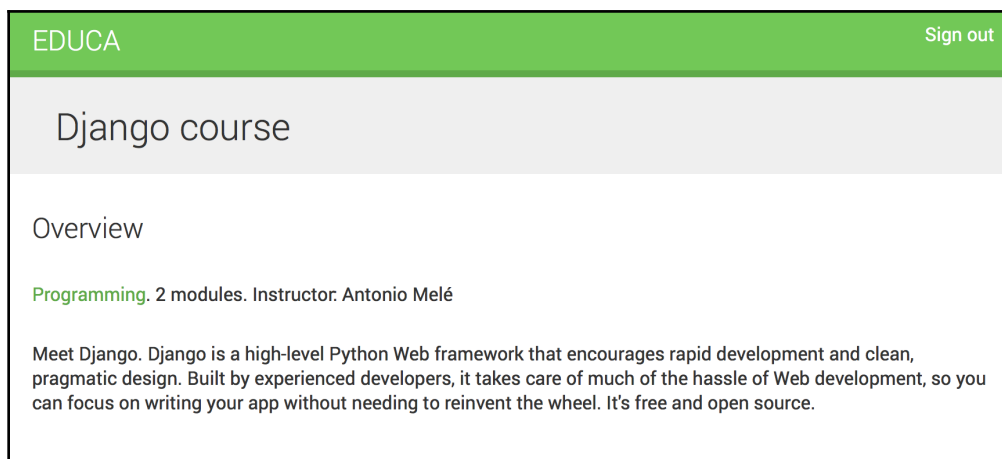 EDUCA
Sign out
Django course
Overview
Programming. 2 modules. Instructor: Antonio Melé
Meet Django. Django is a high-level Python Web framework that encourages rapid development and clean,
pragmatic design. Built by experienced developers, it takes care of much of the hassle of Web development, so you
can focus on writing your app without needing to reinvent the wheel. It's free and open source.